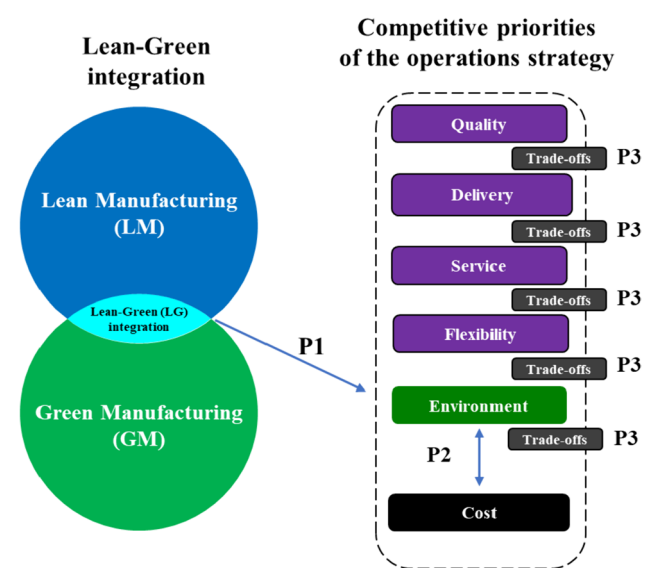 Lean-Green
integration
Competitive priorities
of the operations strategy
Lean Manufacturing
(LM)
Lean-Green (LG)
integration
Green Manufacturing
(GM)
P1
Quality
Trade-offs P3
Delivery
Trade-offs P3
Service
Trade-offs P3
Flexibility
Trade-offs P3
Environment
Trade-offs P3
P2
Cost